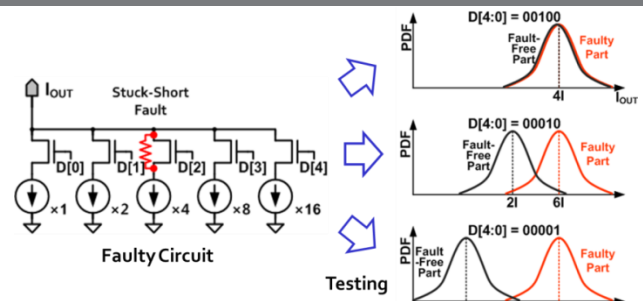 I_OUT
Stuck-Short
Fault
D[0]
D[1]
D[2]
D[3]
D[4]
×1
×2
×4
×8
×16
Faulty Circuit
Testing
D[4:0] = 00100
PDF
Fault-
Free
Part
Faulty
Part
4I
I_OUT
D[4:0] = 00010
PDF
Fault-
Free
Part
Faulty
Part
2I
6I
D[4:0] = 00001
PDF
Fault
-Free
Part
Faulty
Part